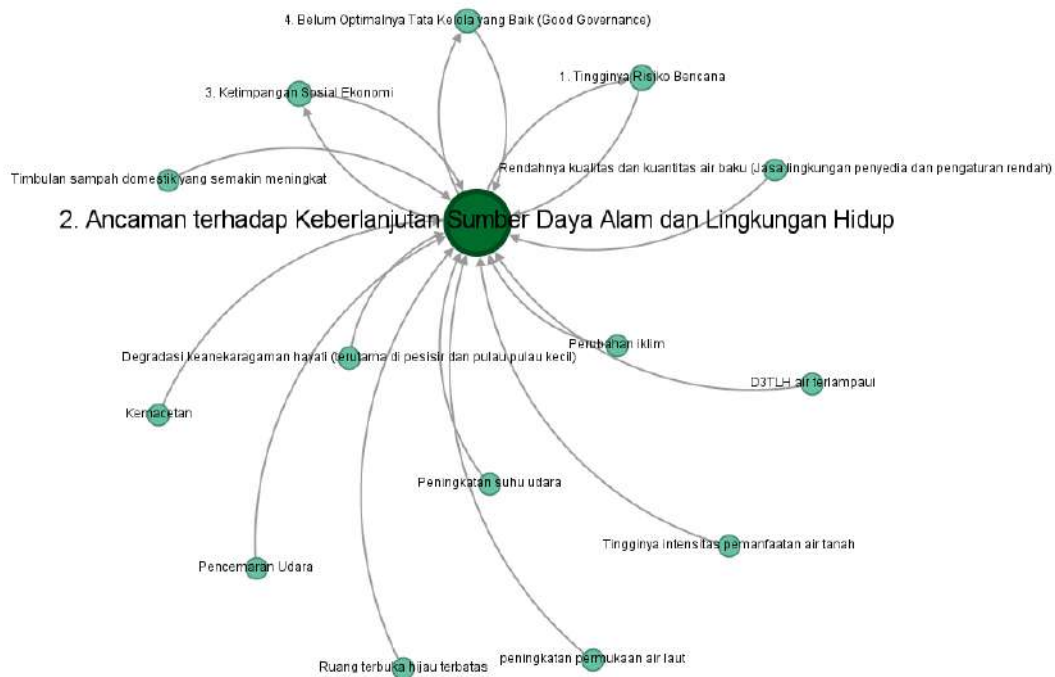 4. Belum Optimalnya Tata Kelola yang Baik (Good Governance)
1. Tingginya Risiko Bencana
3. Ketimpangan Sosial Ekonomi
Rendahnya kualitas dan kuantitas air baku (Jasa lingkungan penyedia dan pengaturan rendah)
Timbulan sampah domestik yang semakin meningkat
2. Ancaman terhadap Keberlanjutan Sumber Daya Alam dan Lingkungan Hidup
Perubahan iklim
Degradasi keanekaragaman hayati (terutama di pesisir dan pulau pulau kecil)
D3TLH air terlampaui
Kemacetan
Peningkatan suhu udara
Tingginya intensitas pemanfaatan air tanah
Pencemaran Udara
peningkatan permukaan air laut
Ruang terbuka hijau terbatas